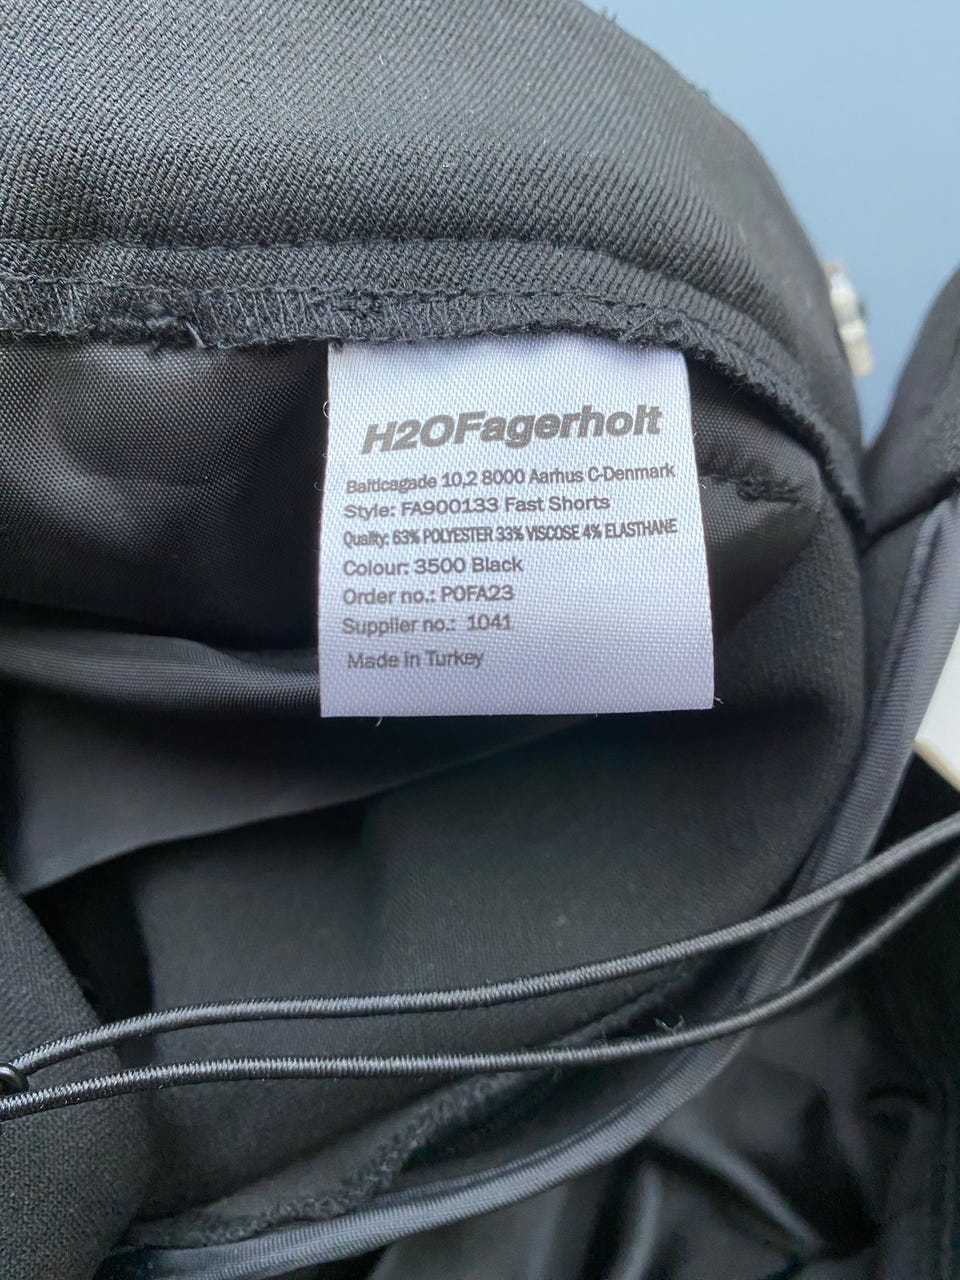 H2OFagerholt
Balticagade 10.2 8000 Aarhus C-Denmark
Style: FA900133 Fast Shorts
Quality: 63% POLYESTER 33% VISCOSE 4% ELASTHANE
Colour: 3500 Black
Order no.: POFA23
Supplier no.: 1041
Made in Turkey